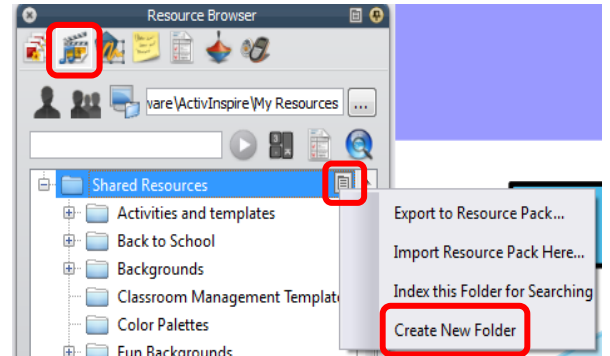 Resource Browser
vare\ActivInspire\My Resources ...
Shared Resources
Activities and templates
Back to School
Backgrounds
Classroom Management Templat
Color Palettes
Fun Backgrounds
Export to Resource Pack...
Import Resource Pack Here...
Index this Folder for Searching
Create New Folder